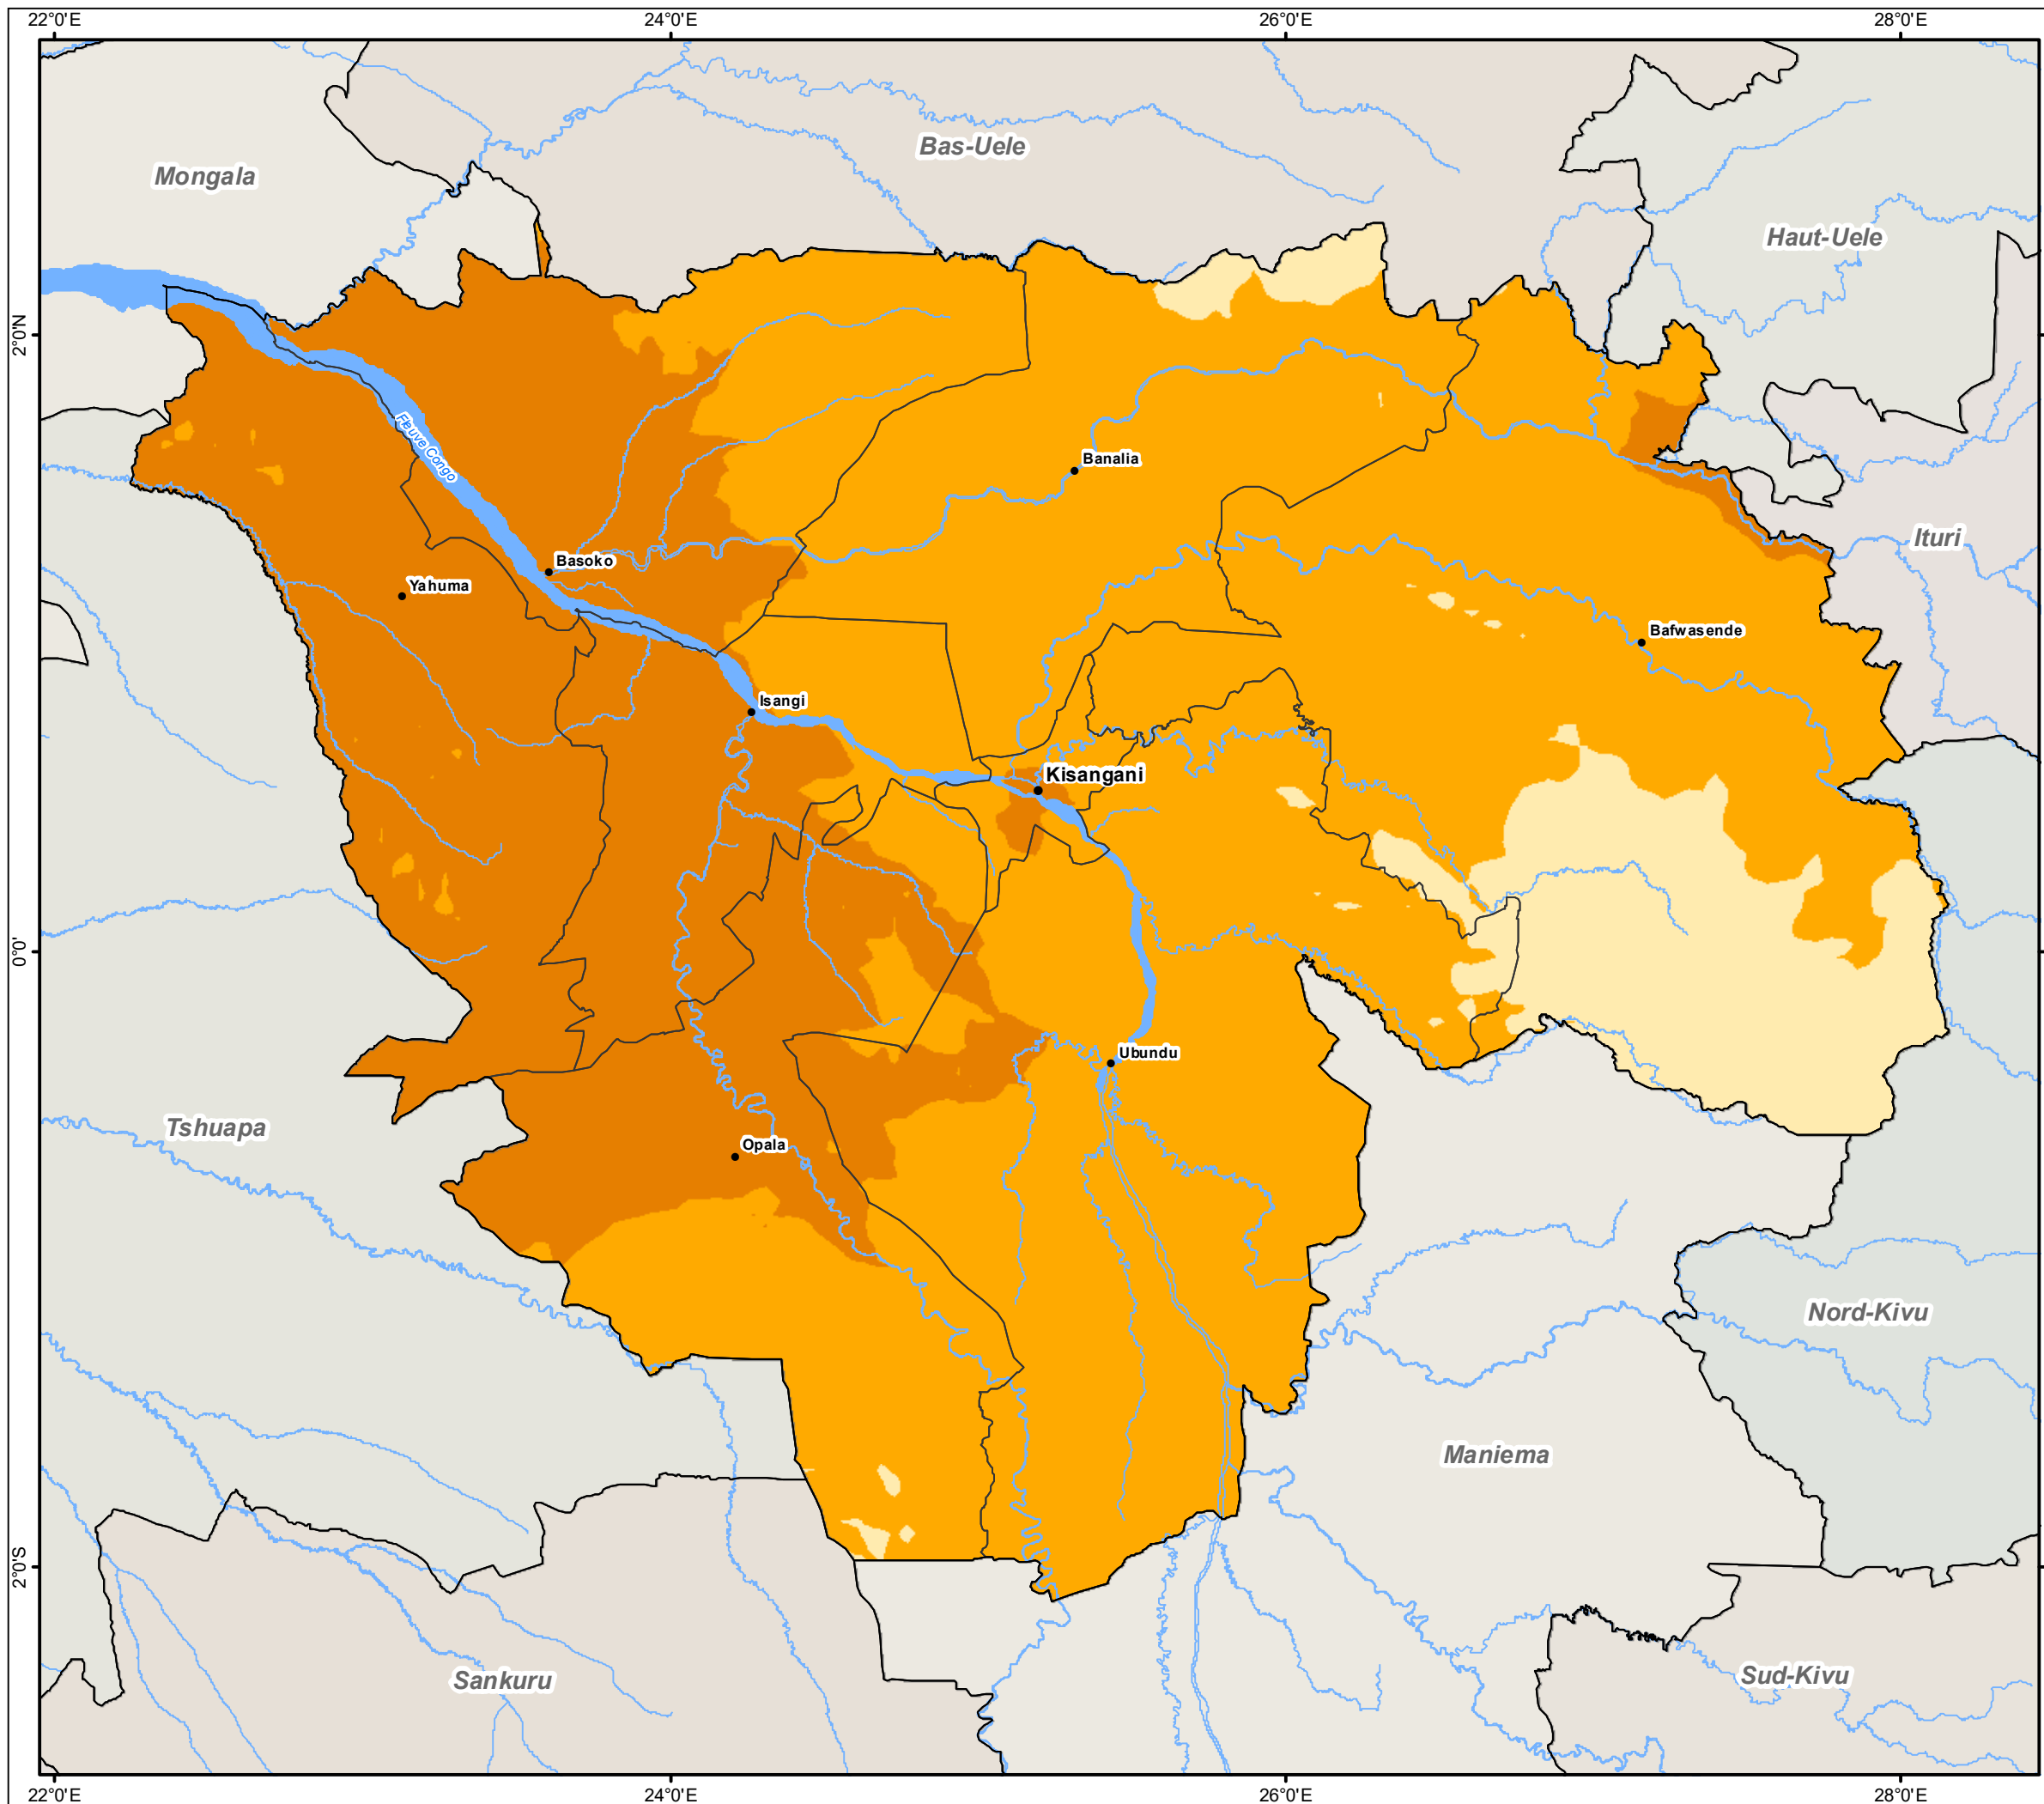 22°0'E
24°0'E
26°0'E
28°0'E
Bas-Uele
Mongala
Haut-Uele
2°0'N
Fleuve Congo
Banalia
Ituri
Basoko
Yahuma
Bafwasende
Isangi
Kisangani
0°0'
Ubundu
Tshuapa
Opala
Nord-Kivu
Maniema
2°0'S
Sankuru
Sud-Kivu
22°0'E
24°0'E
26°0'E
28°0'E